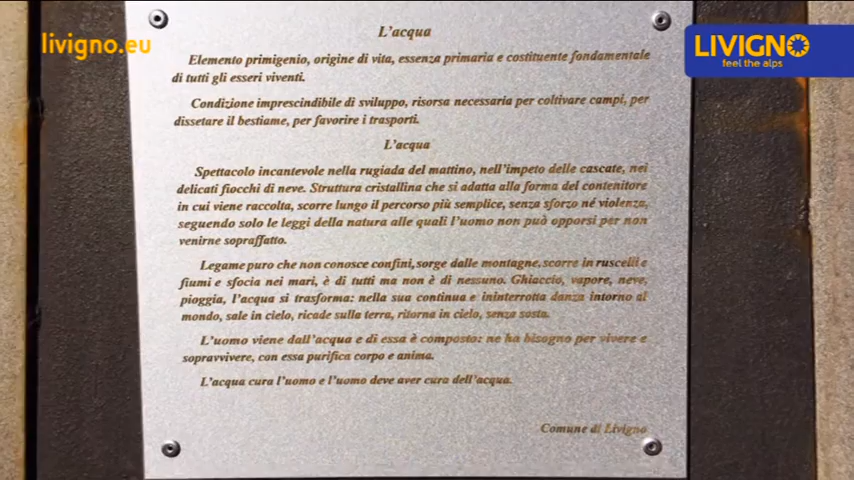 livigno.eu
LIVIGNO
feel the alps
L'acqua
Elemento primigenio, origine di vita, essenza primaria e costituente fondamentale
di tutti gli esseri viventi.
Condizione imprescindibile di sviluppo, risorsa necessaria per coltivare campi, per
dissetare il bestiame, per favorire i trasporti.
L'acqua
Spettacolo incantevole nella rugiada del mattino, nell'impeto delle cascate, nei
delicati fiocchi di neve. Struttura cristallina che si adatta alla forma del contenitore
in cui viene raccolta, scorre lungo il percorso più semplice, senza sforzo né violenza,
seguendo solo le leggi della natura alle quali l'uomo non può opporsi per non
venirne sopraffatto.
Legame puro che non conosce confini, sorge dalle montagne, scorre in ruscelli e
fiumi e sfocia nei mari, è di tutti ma non è di nessuno. Ghiaccio, vapore, neve,
pioggia, l'acqua si trasforma: nella sua continua e ininterrotta danza intorno al
mondo, sale in cielo, ricade sulla terra, ritorna in cielo, senza sosta.
L'uomo viene dall'acqua e di essa è composto: ne ha bisogno per vivere e
sopravvivere, con essa purifica corpo e anima.
L'acqua cura l'uomo e l'uomo deve aver cura dell'acqua.
Comune di Livigno